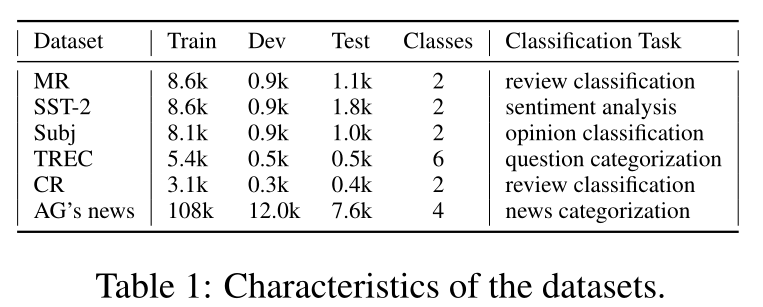 Dataset Train Dev Test Classes Classification Task
MR 8.6k 0.9k 1.1k 2 review classification
SST-2 8.6k 0.9k 1.8k 2 sentiment analysis
Subj 8.1k 0.9k 1.0k 2 opinion classification
TREC 5.4k 0.5k 0.5k 6 question categorization
CR 3.1k 0.3k 0.4k 2 review classification
AG's news 108k 12.0k 7.6k 4 news categorization
Table 1: Characteristics of the datasets.